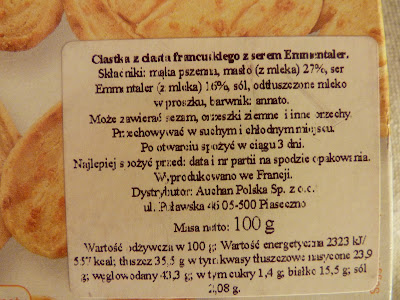 Ciastka z ciasta francuskiego z serem Emmentaler.
Składniki: mąka pszenna, masło (z mleka) 27%, ser
Emmentaler (z mleka) 16%, sól, odtłuszczone mleko
w proszku, barwnik: annato.
Może zawierać sezam, orzeszki ziemne i inne orzechy.
Przechowywać w suchym i chłodnym miejscu.
Po otwarciu spożyć w ciągu 3 dni.
Najlepiej spożyć przed: data i nr partii na spodzie opakowania.
Wyprodukowano we Francji.
Dystrybutor: Auchan Polska Sp. z o.o.
ul. Puławska 46 05-500 Piaseczno
Masa netto: 100 g
Wartość odżywcza w 100 g: Wartość energetyczna 2323 kJ/
557 kcal; tłuszcz 35,5 g w tym kwasy tłuszczowe nasycone 23,9
g; węglowodany 43,3 g; w tym cukry 1,4 g; białko 15,5 g; sól
2,08 g.